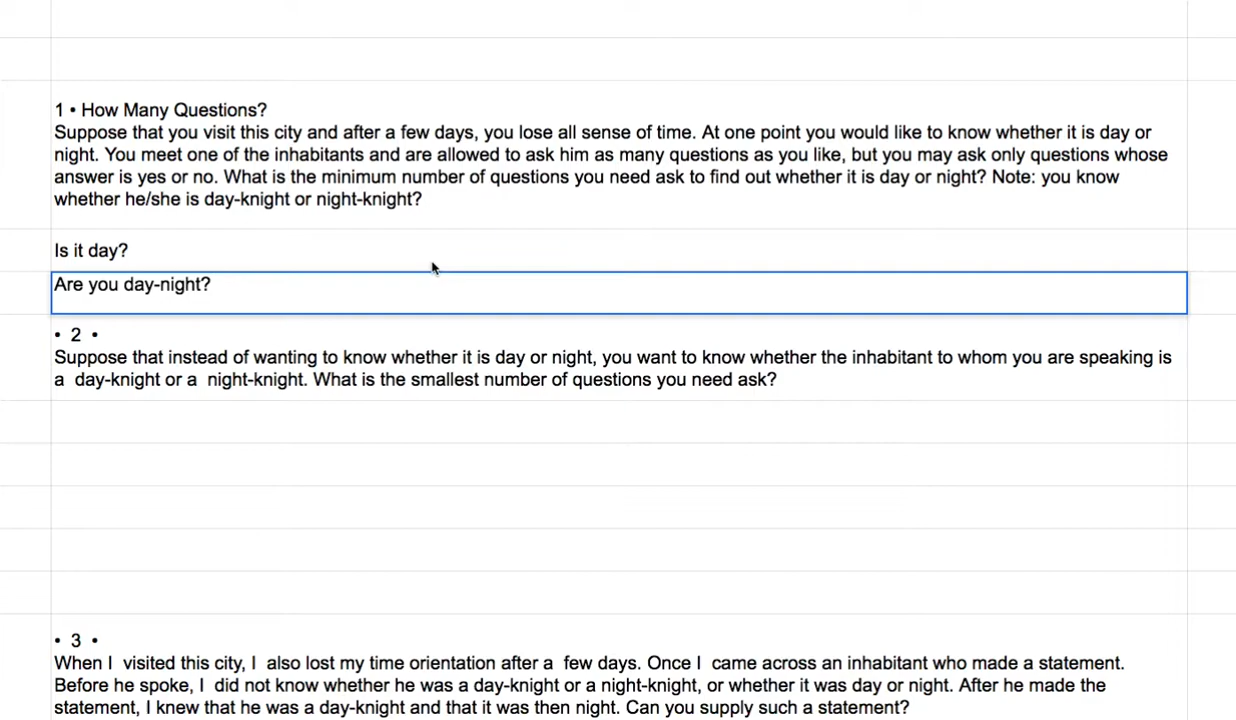 1 • How Many Questions?
Suppose that you visit this city and after a few days, you lose all sense of time. At one point you would like to know whether it is day or
night. You meet one of the inhabitants and are allowed to ask him as many questions as you like, but you may ask only questions whose
answer is yes or no. What is the minimum number of questions you need ask to find out whether it is day or night? Note: you know
whether he/she is day-knight or night-knight?
Is it day?
Are you day-night?
• 2 •
Suppose that instead of wanting to know whether it is day or night, you want to know whether the inhabitant to whom you are speaking is
a day-knight or a night-knight. What is the smallest number of questions you need ask?
• 3 •
When I visited this city, I also lost my time orientation after a few days. Once I came across an inhabitant who made a statement.
Before he spoke, I did not know whether he was a day-knight or a night-knight, or whether it was day or night. After he made the
statement, I knew that he was a day-knight and that it was then night. Can you supply such a statement?